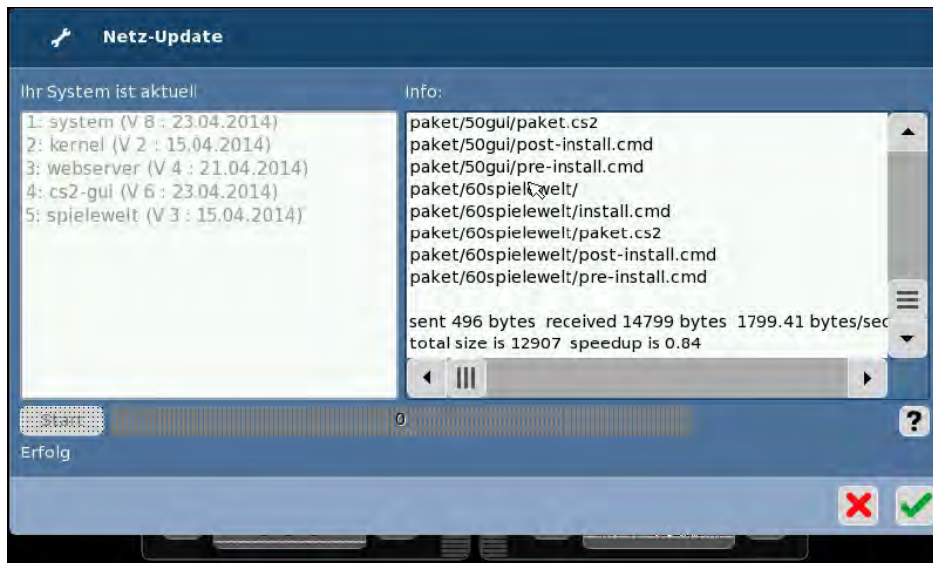 Netz-Update
Ihr System ist aktuell
1: system (V 8 : 23.04.2014)
2: kernel (V 2 : 15.04.2014)
3: webserver (V 4 : 21.04.2014)
4: cs2-gui (V 6 : 23.04.2014)
5: spielewelt (V 3 : 15.04.2014)
Info:
paket/50gui/paket.cs2
paket/50gui/post-install.cmd
paket/50gui/pre-install.cmd
paket/60spielewelt/
paket/60spielewelt/install.cmd
paket/60spielewelt/paket.cs2
paket/60spielewelt/post-install.cmd
paket/60spielewelt/pre-install.cmd
sent 496 bytes received 14799 bytes 1799.41 bytes/sec
total size is 12907 speedup is 0.84
Start
0
?
Erfolg